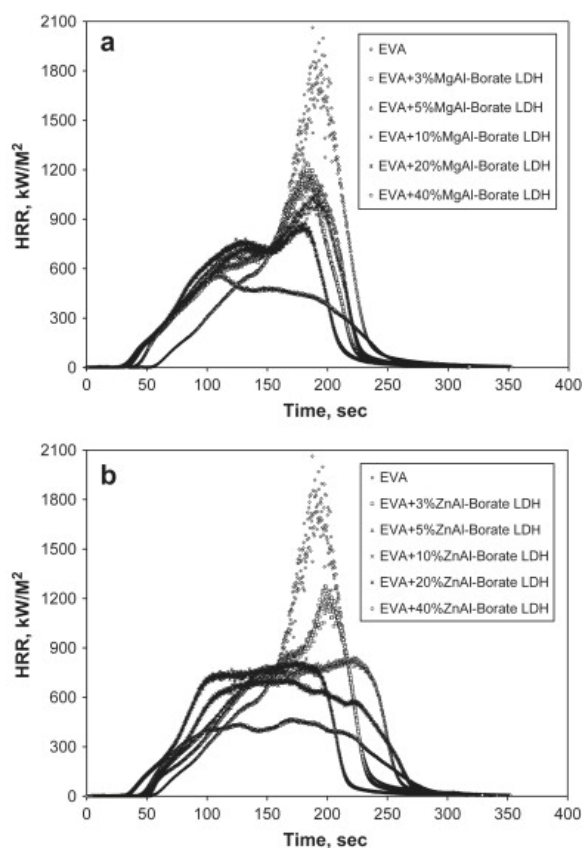 a
2100
1800
1500
1200
900
600
300
0
HRR, kW/M²
EVA
EVA+3%MgAl-Borate LDH
EVA+5%MgAl-Borate LDH
EVA+10%MgAl-Borate LDH
EVA+20%MgAl-Borate LDH
EVA+40%MgAl-Borate LDH
0 50 100 150 200 250 300 350 400
Time, sec
b
2100
1800
1500
1200
900
600
300
0
HRR, kW/M²
EVA
EVA+3%ZnAl-Borate LDH
EVA+5%ZnAl-Borate LDH
EVA+10%ZnAl-Borate LDH
EVA+20%ZnAl-Borate LDH
EVA+40%ZnAl-Borate LDH
0 50 100 150 200 250 300 350 400
Time, sec